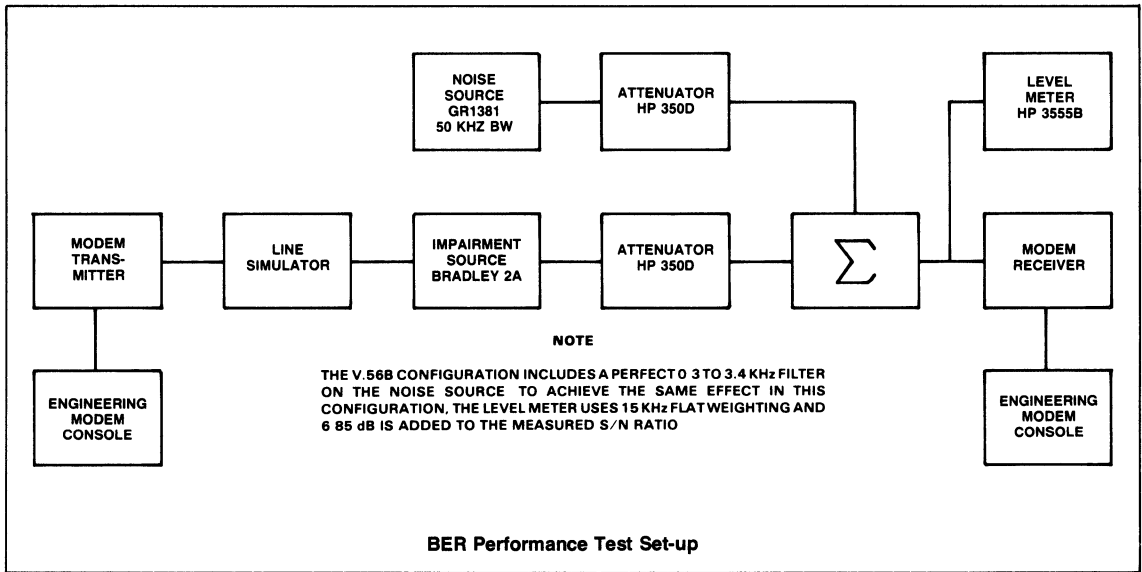 NOISE
SOURCE
GR1381
50 KHZ BW
ATTENUATOR
HP 350D
LEVEL
METER
HP 3555B
MODEM
TRANS-
MITTER
LINE
SIMULATOR
IMPAIRMENT
SOURCE
BRADLEY 2A
ATTENUATOR
HP 350D
Σ
MODEM
RECEIVER
ENGINEERING
MODEM
CONSOLE
NOTE
THE V.56B CONFIGURATION INCLUDES A PERFECT 0 3 TO 3.4 KHz FILTER
ON THE NOISE SOURCE TO ACHIEVE THE SAME EFFECT IN THIS
CONFIGURATION, THE LEVEL METER USES 15 KHz FLAT WEIGHTING AND
6 85 dB IS ADDED TO THE MEASURED S/N RATIO
ENGINEERING
MODEM
CONSOLE
BER Performance Test Set-up